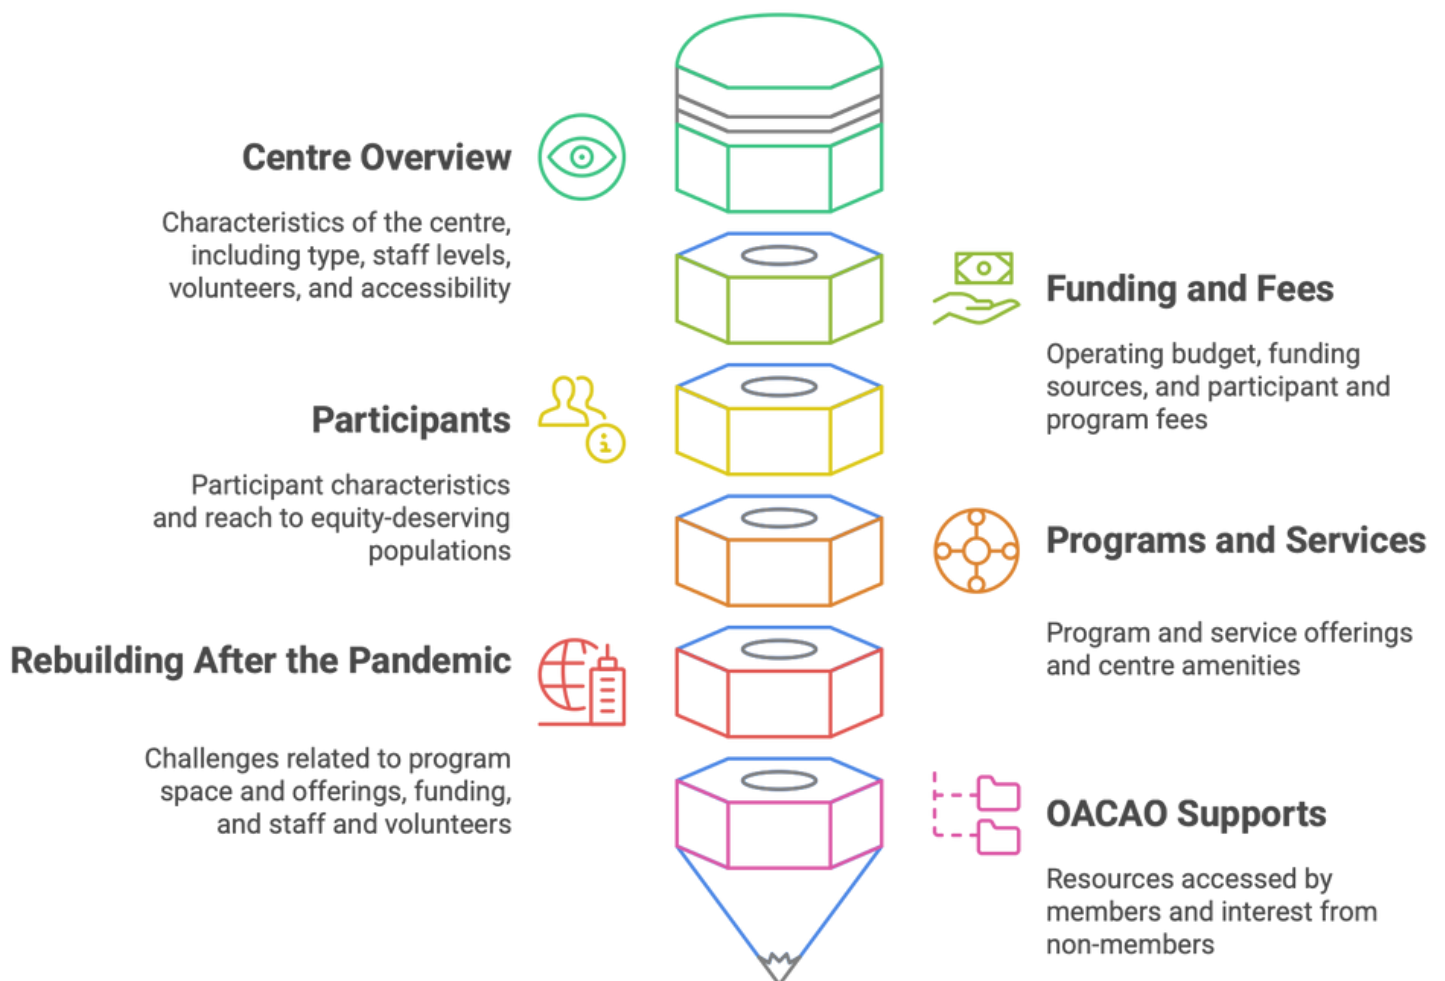 Centre Overview
Characteristics of the centre,
including type, staff levels,
volunteers, and accessibility
Funding and Fees
Operating budget, funding
sources, and participant and
program fees
Participants
Participant characteristics
and reach to equity-deserving
populations
Programs and Services
Program and service offerings
and centre amenities
Rebuilding After the Pandemic
Challenges related to program
space and offerings, funding,
and staff and volunteers
OACAO Supports
Resources accessed by
members and interest from
non-members